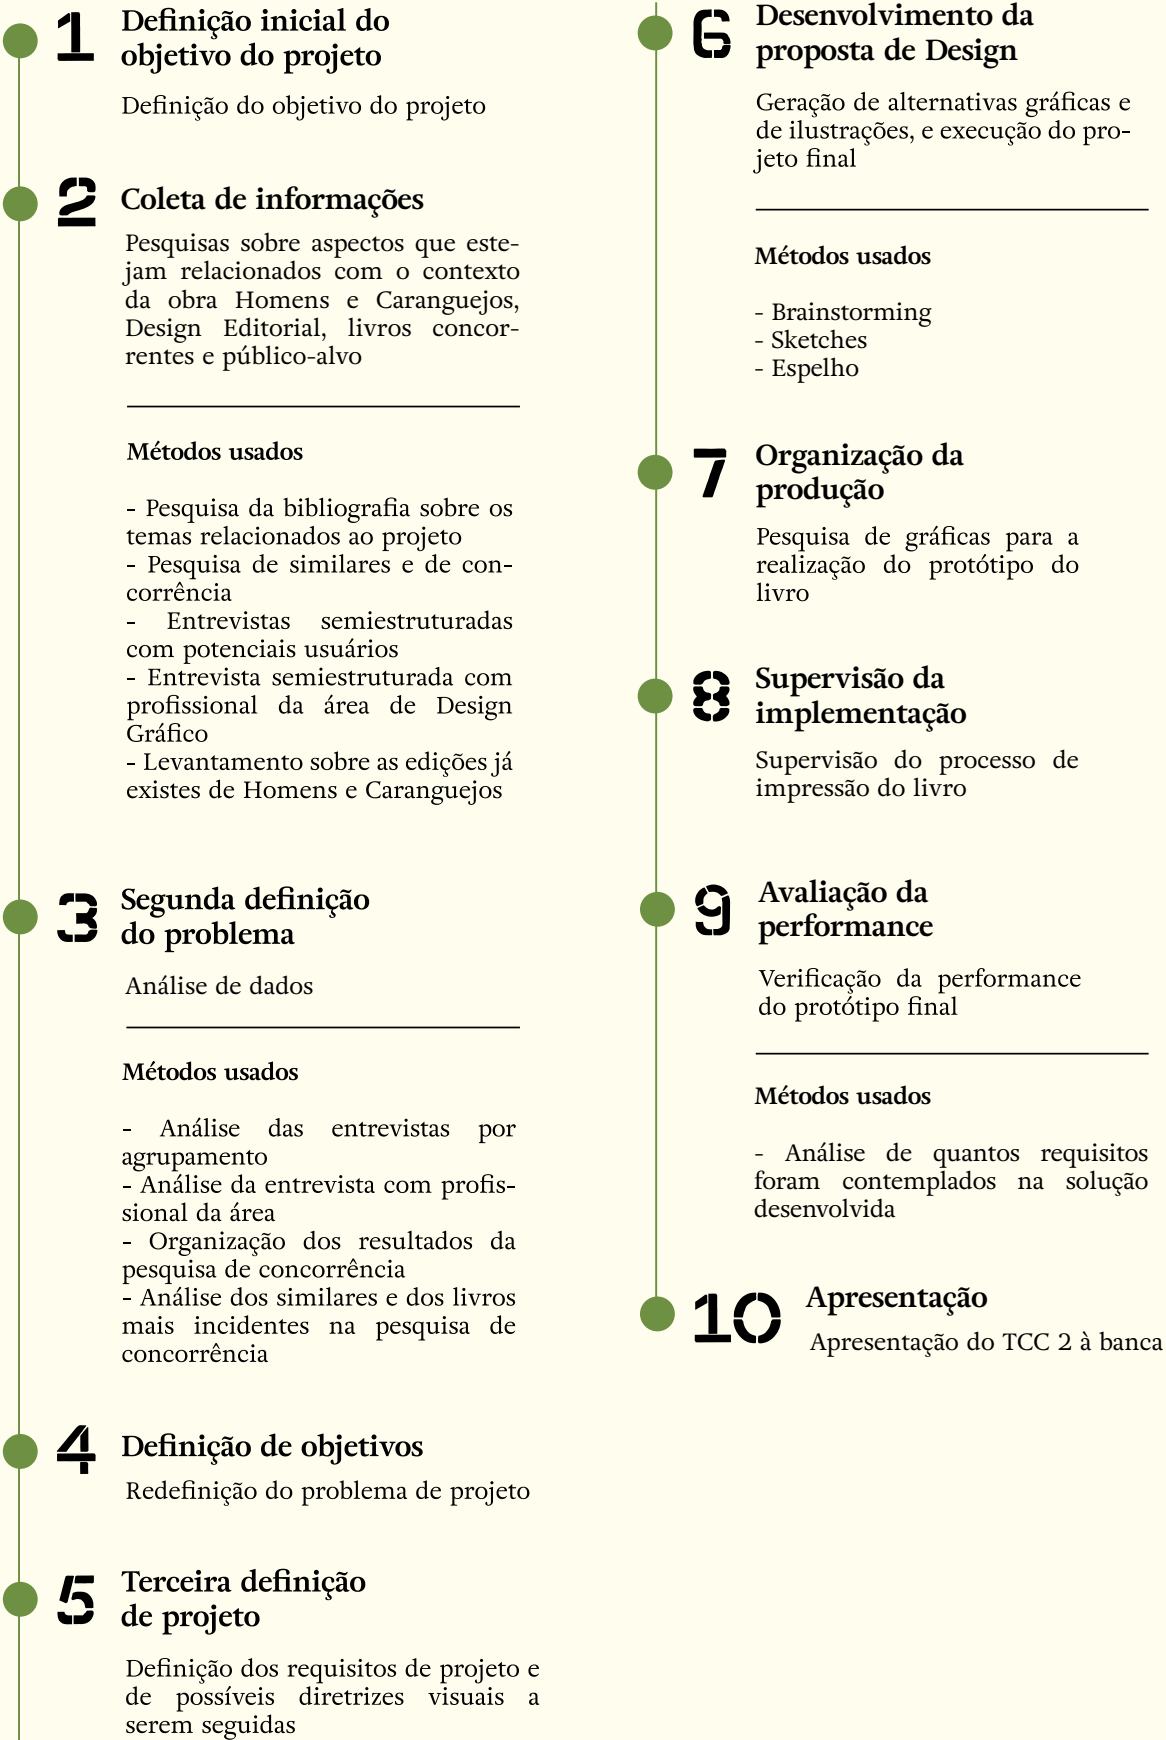 1
Definição inicial do
objetivo do projeto
Definição do objetivo do projeto
2
Coleta de informações
Pesquisas sobre aspectos que este-
jam relacionados com o contexto
da obra Homens e Caranguejos,
Design Editorial, livros concor-
rentes e público-alvo
Métodos usados
- Pesquisa da bibliografia sobre os
temas relacionados ao projeto
- Pesquisa de similares e de con-
corrência
- Entrevistas semiestruturadas
com potenciais usuários
- Entrevista semiestruturada com
profissional da área de Design
Gráfico
- Levantamento sobre as edições já
existes de Homens e Caranguejos
3
Segunda definição
do problema
Análise de dados
Métodos usados
- Análise das entrevistas por
agrupamento
- Análise da entrevista com profis-
sional da área
- Organização dos resultados da
pesquisa de concorrência
- Análise dos similares e dos livros
mais incidentes na pesquisa de
concorrência
4
Definição de objetivos
Redefinição do problema de projeto
5
Terceira definição
de projeto
Definição dos requisitos de projeto e
de possíveis diretrizes visuais a
serem seguidas
6
Desenvolvimento da
proposta de Design
Geração de alternativas gráficas e
de ilustrações, e execução do pro-
jeto final
Métodos usados
- Brainstorming
- Sketches
- Espelho
7
Organização da
produção
Pesquisa de gráficas para a
realização do protótipo do
livro
8
Supervisão da
implementação
Supervisão do processo de
impressão do livro
9
Avaliação da
performance
Verificação da performance
do protótipo final
Métodos usados
- Análise de quantos requisitos
foram contemplados na solução
desenvolvida
10
Apresentação
Apresentação do TCC 2 à banca